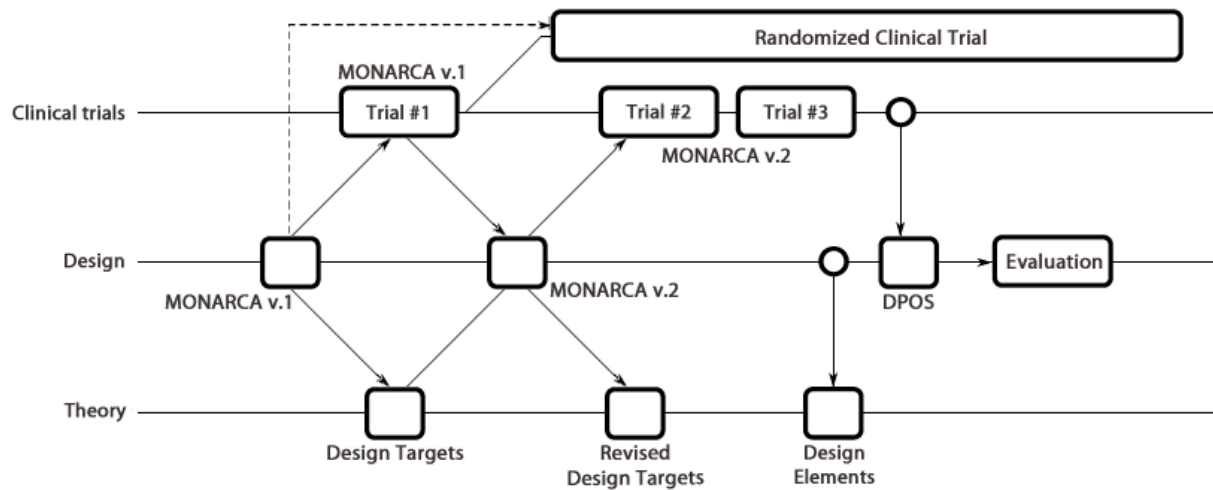 Randomized Clinical Trial
MONARCA v.1
Clinical trials
Trial #1
Trial #2
Trial #3
MONARCA v.2
Design
Evaluation
MONARCA v.1
MONARCA v.2
DPOS
Theory
Design Targets
Revised
Design Targets
Design
Elements